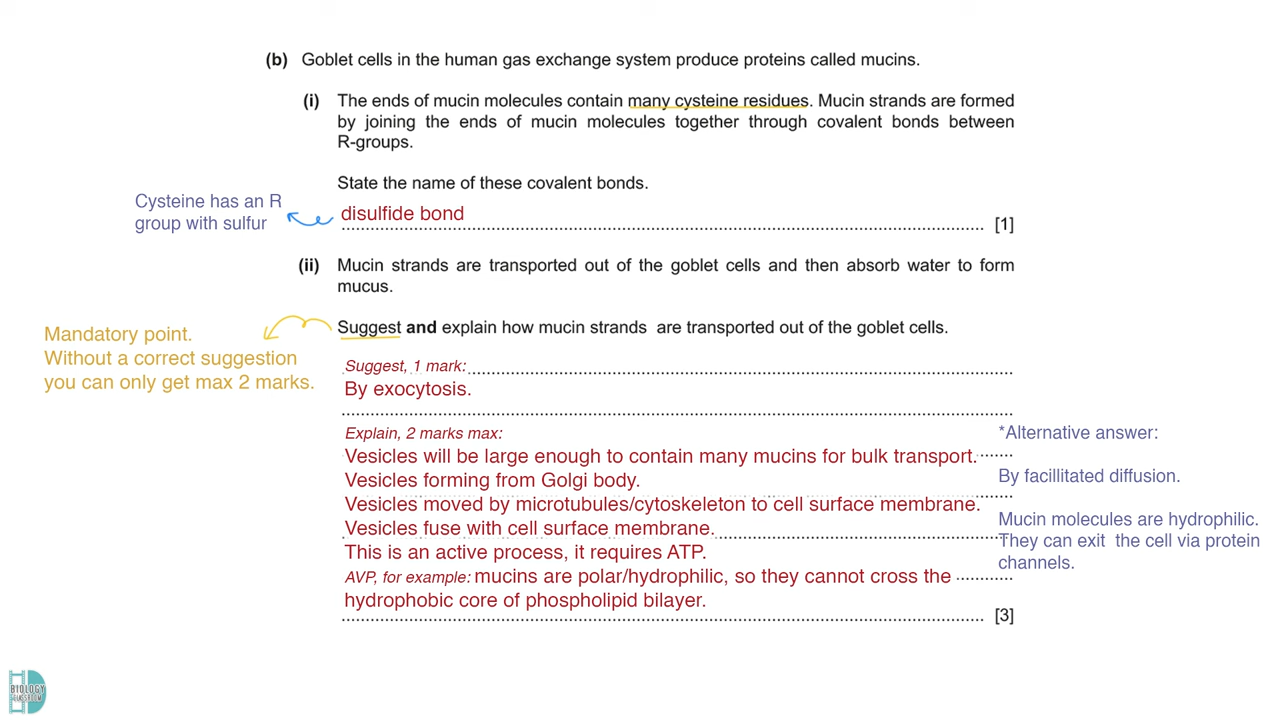 (b) Goblet cells in the human gas exchange system produce proteins called mucins.
(i) The ends of mucin molecules contain many cysteine residues. Mucin strands are formed
by joining the ends of mucin molecules together through covalent bonds between
R-groups.
State the name of these covalent bonds.
Cysteine has an R
group with sulfur
disulfide bond
[1]
(ii) Mucin strands are transported out of the goblet cells and then absorb water to form
mucus.
Suggest and explain how mucin strands are transported out of the goblet cells.
Mandatory point.
Without a correct suggestion
you can only get max 2 marks.
Suggest, 1 mark:
By exocytosis.
Explain, 2 marks max:
Vesicles will be large enough to contain many mucins for bulk transport.
Vesicles forming from Golgi body.
Vesicles moved by microtubules/cytoskeleton to cell surface membrane.
Vesicles fuse with cell surface membrane.
This is an active process, it requires ATP.
AVP, for example: mucins are polar/hydrophilic, so they cannot cross the
hydrophobic core of phospholipid bilayer.
[3]
*Alternative answer:
By facillitated diffusion.
Mucin molecules are hydrophilic.
They can exit the cell via protein
channels.
BIOLOGY
CLASSROOM